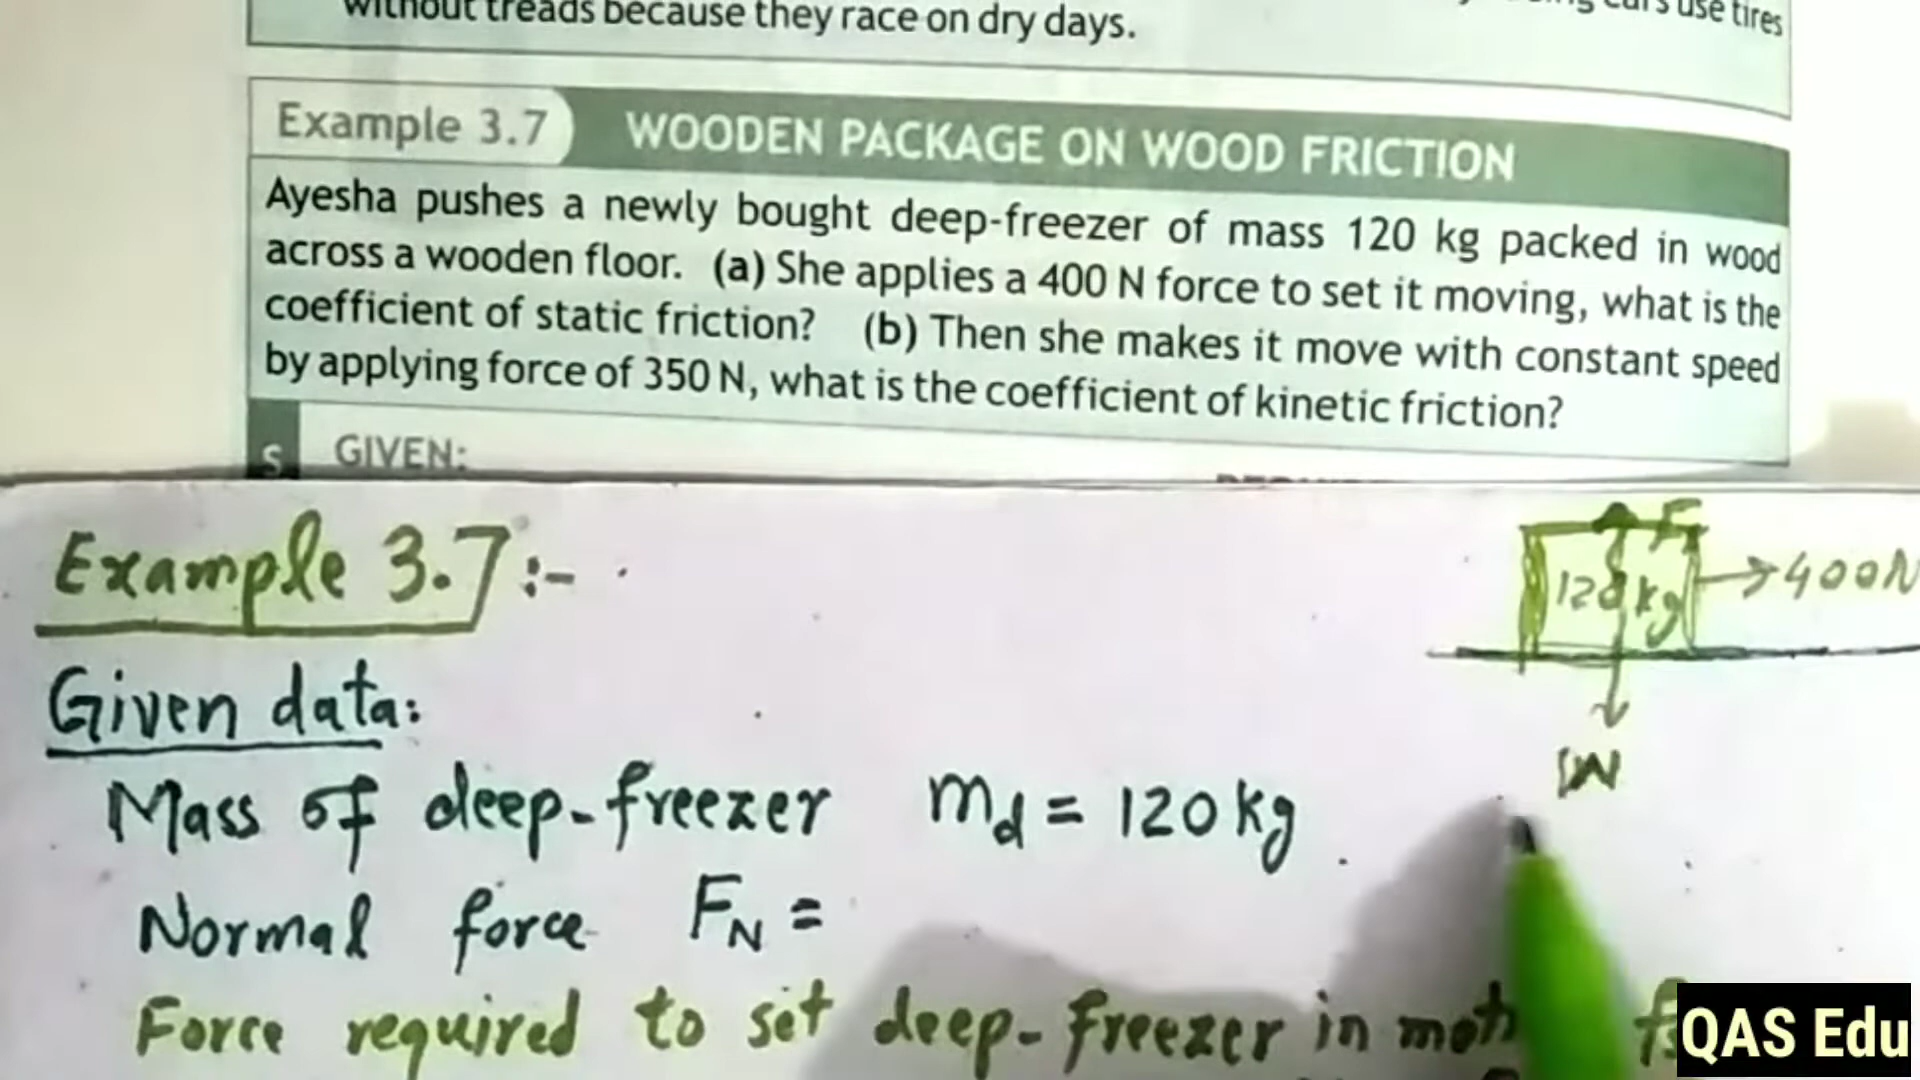 without treads because they race on dry days.
use tires
Example 3.7 WOODEN PACKAGE ON WOOD FRICTION
Ayesha pushes a newly bought deep-freezer of mass 120 kg packed in wood
across a wooden floor. (a) She applies a 400 N force to set it moving, what is the
coefficient of static friction? (b) Then she makes it move with constant speed
by applying force of 350 N, what is the coefficient of kinetic friction?
S GIVEN:
Example 3.7:-
120 kg
400N
W
Given data:
Mass of deep-freezer md = 120 kg
Normal force FN =
Force required to set deep-freezer in
QAS Edu